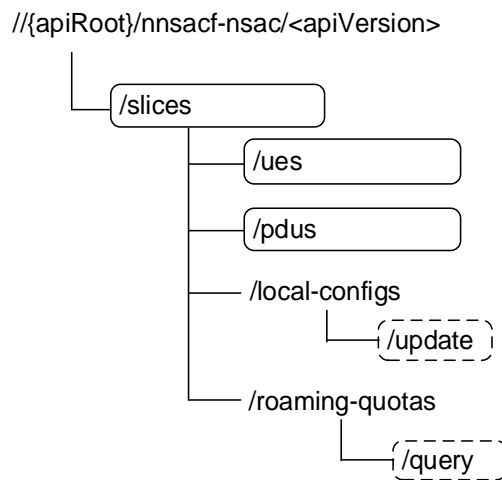 //{apiRoot}/nnsacf-nsac/<apiVersion>
/slices
/ues
/pdus
/local-configs
/update
/roaming-quotas
/query